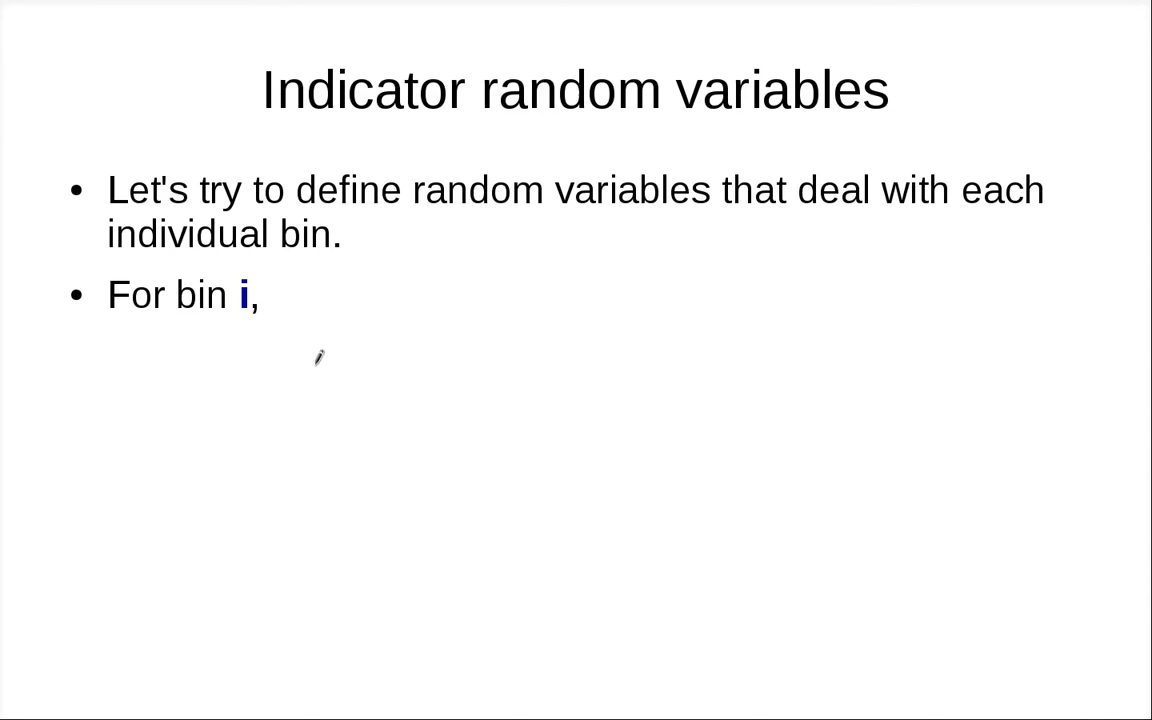 Indicator random variables
• Let's try to define random variables that deal with each
individual bin.
• For bin i,